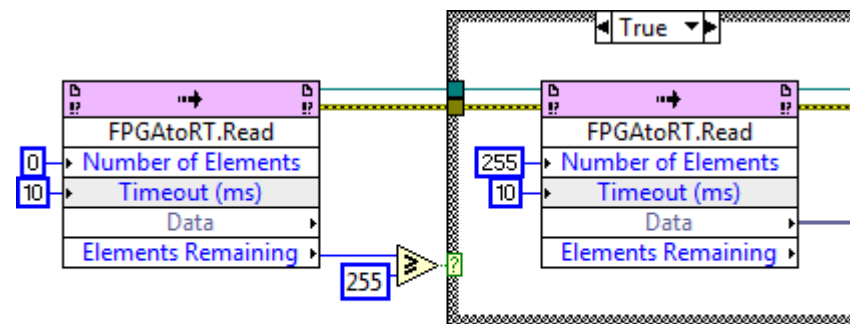 True
FPGAtoRT.Read
0
Number of Elements
10
Timeout (ms)
Data
Elements Remaining
255
?
FPGAtoRT.Read
255
Number of Elements
10
Timeout (ms)
Data
Elements Remaining